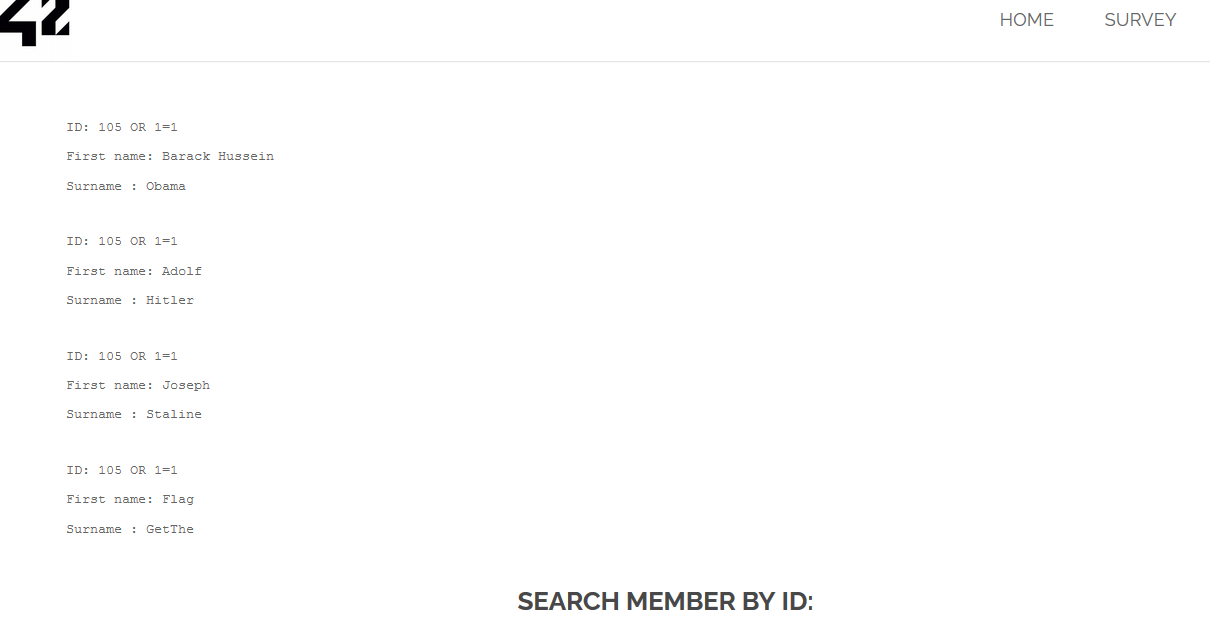 42
HOME SURVEY
ID: 105 OR 1=1
First name: Barack Hussein
Surname : Obama
ID: 105 OR 1=1
First name: Adolf
Surname : Hitler
ID: 105 OR 1=1
First name: Joseph
Surname : Staline
ID: 105 OR 1=1
First name: Flag
Surname : GetThe
SEARCH MEMBER BY ID: